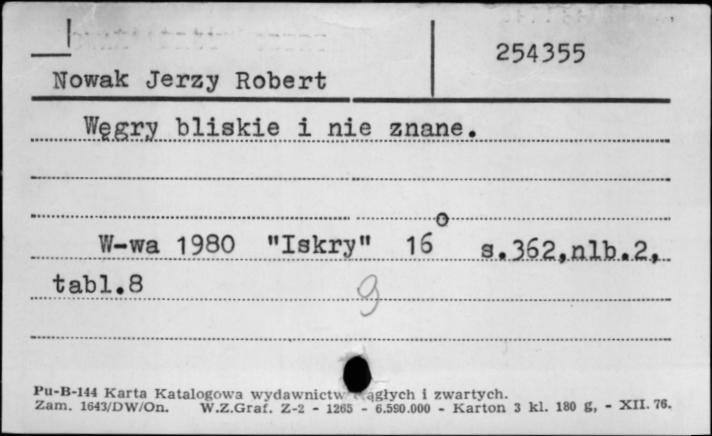 254355
Nowak Jerzy Robert
Węgry bliskie i nie znane.
W-wa 1980 "Iskry" 16° s.362,nlb.2,
tabl.8
9
Pu-B-144 Karta Katalogowa wydawnictw ciągłych i zwartych.
Zam. 1643/DW/On. W.Z.Graf. Z-2 - 1265 - 6.590.000 - Karton 3 kl. 180 g, - XII. 76.